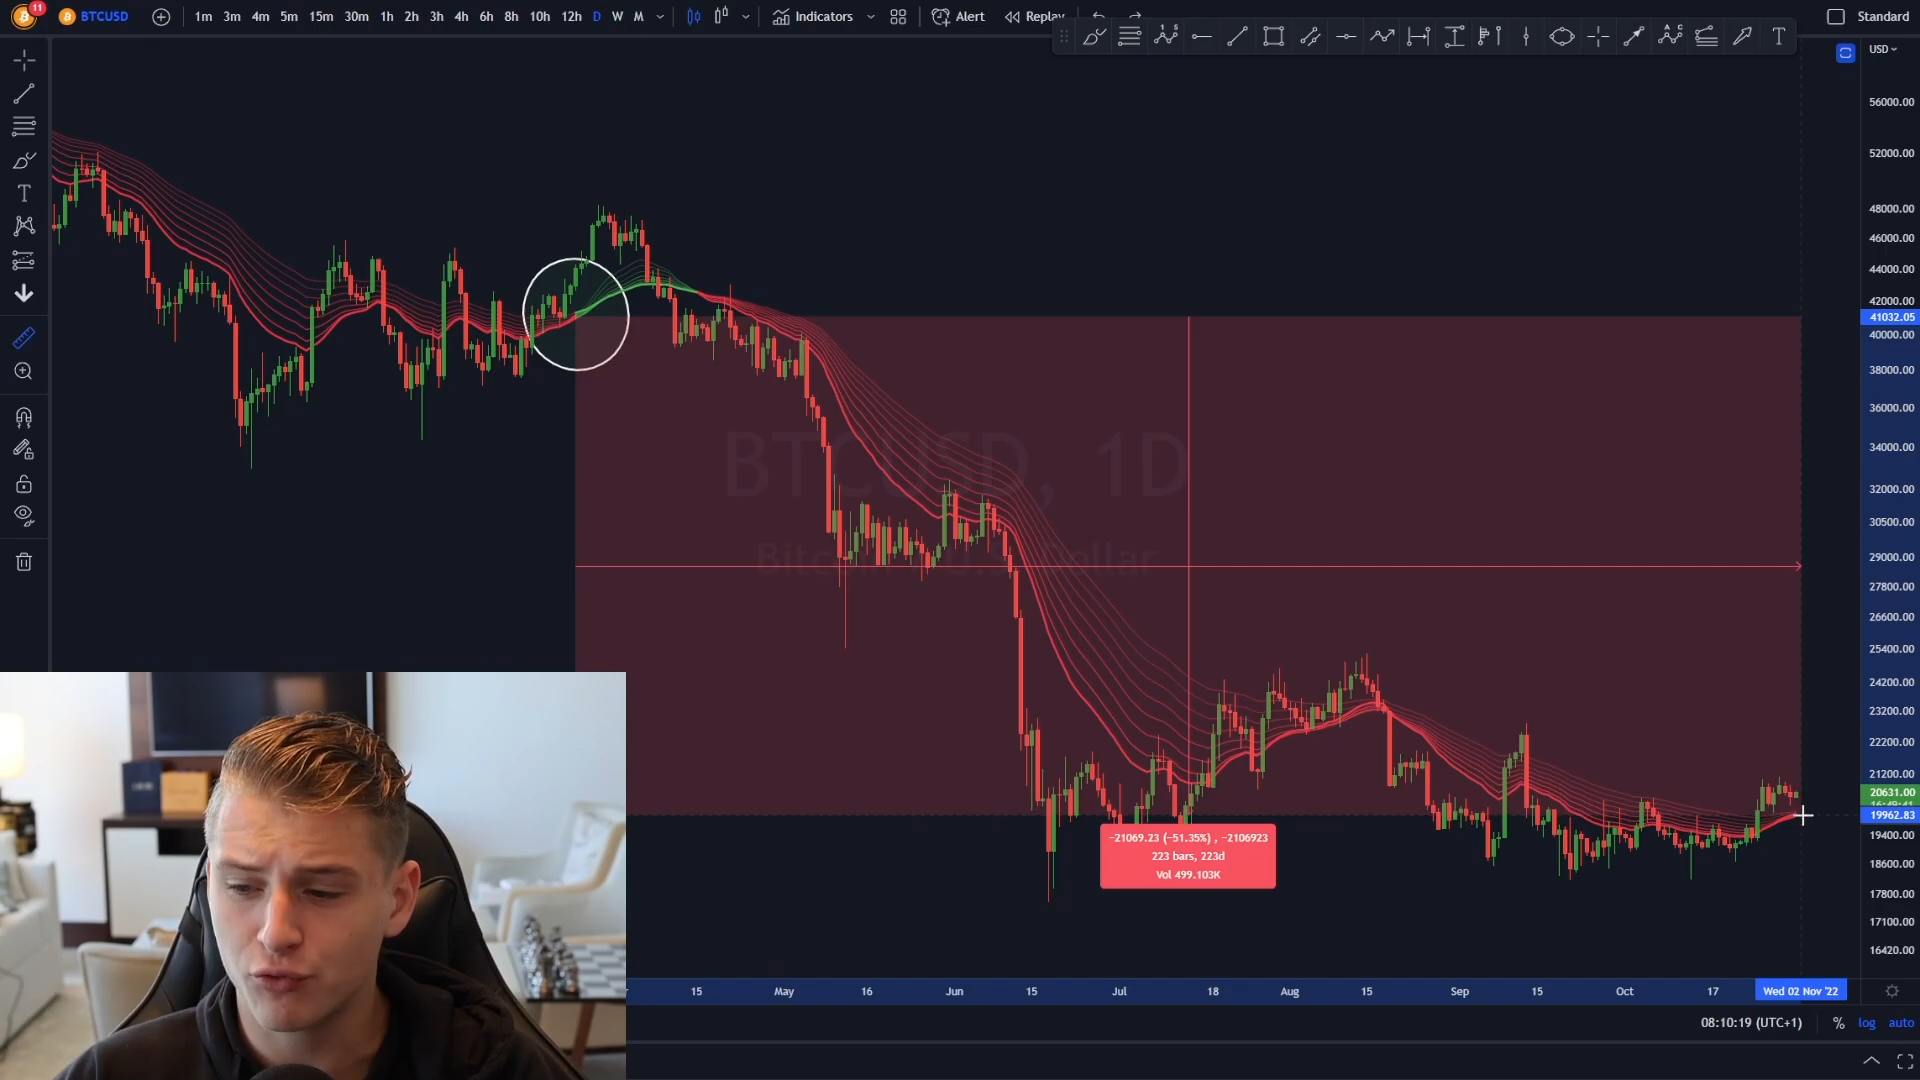 11
BTCUSD
1m 3m 4m 5m 15m 30m 1h 2h 3h 4h 6h 8h 10h 12h D W M
Indicators
Alert
Replay
Standard
USD
56000.00
52000.00
48000.00
46000.00
44000.00
42000.00
41032.05
40000.00
38000.00
36000.00
34000.00
32000.00
30500.00
29000.00
27800.00
26600.00
25400.00
24200.00
23200.00
22200.00
21200.00
20631.00
19962.83
19400.00
18600.00
17800.00
17100.00
16420.00
BTCUSD, 1D
−21069.23 (−51.35%) , −2106923
223 bars, 223d
Vol 499.103K
15 May 16 Jun 15 Jul 18 Aug 15 Sep 15 Oct 17 Wed 02 Nov '22
08:10:19 (UTC+1) % log auto